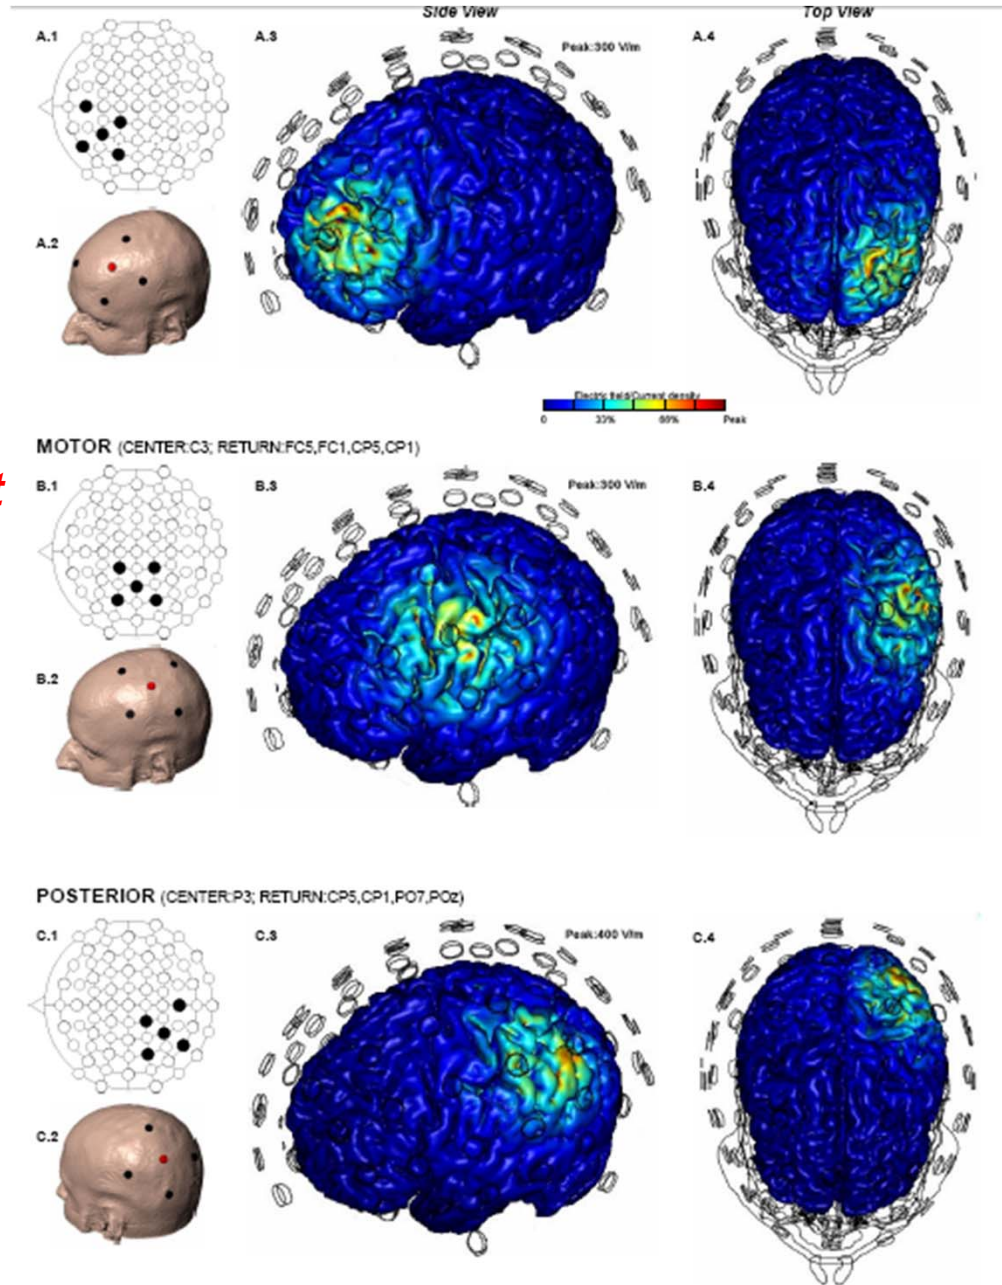 Side View
Top View
A.1
A.3
Peak:300 V/m
A.4
A.2
Electric field/Current density
0
33%
66%
Peak
MOTOR (CENTER:C3; RETURN:FC5,FC1,CP5,CP1)
B.1
B.3
Peak:300 V/m
B.4
B.2
POSTERIOR (CENTER:P3; RETURN:CP5,CP1,PO7,POz)
C.1
C.3
Peak:400 V/m
C.4
C.2